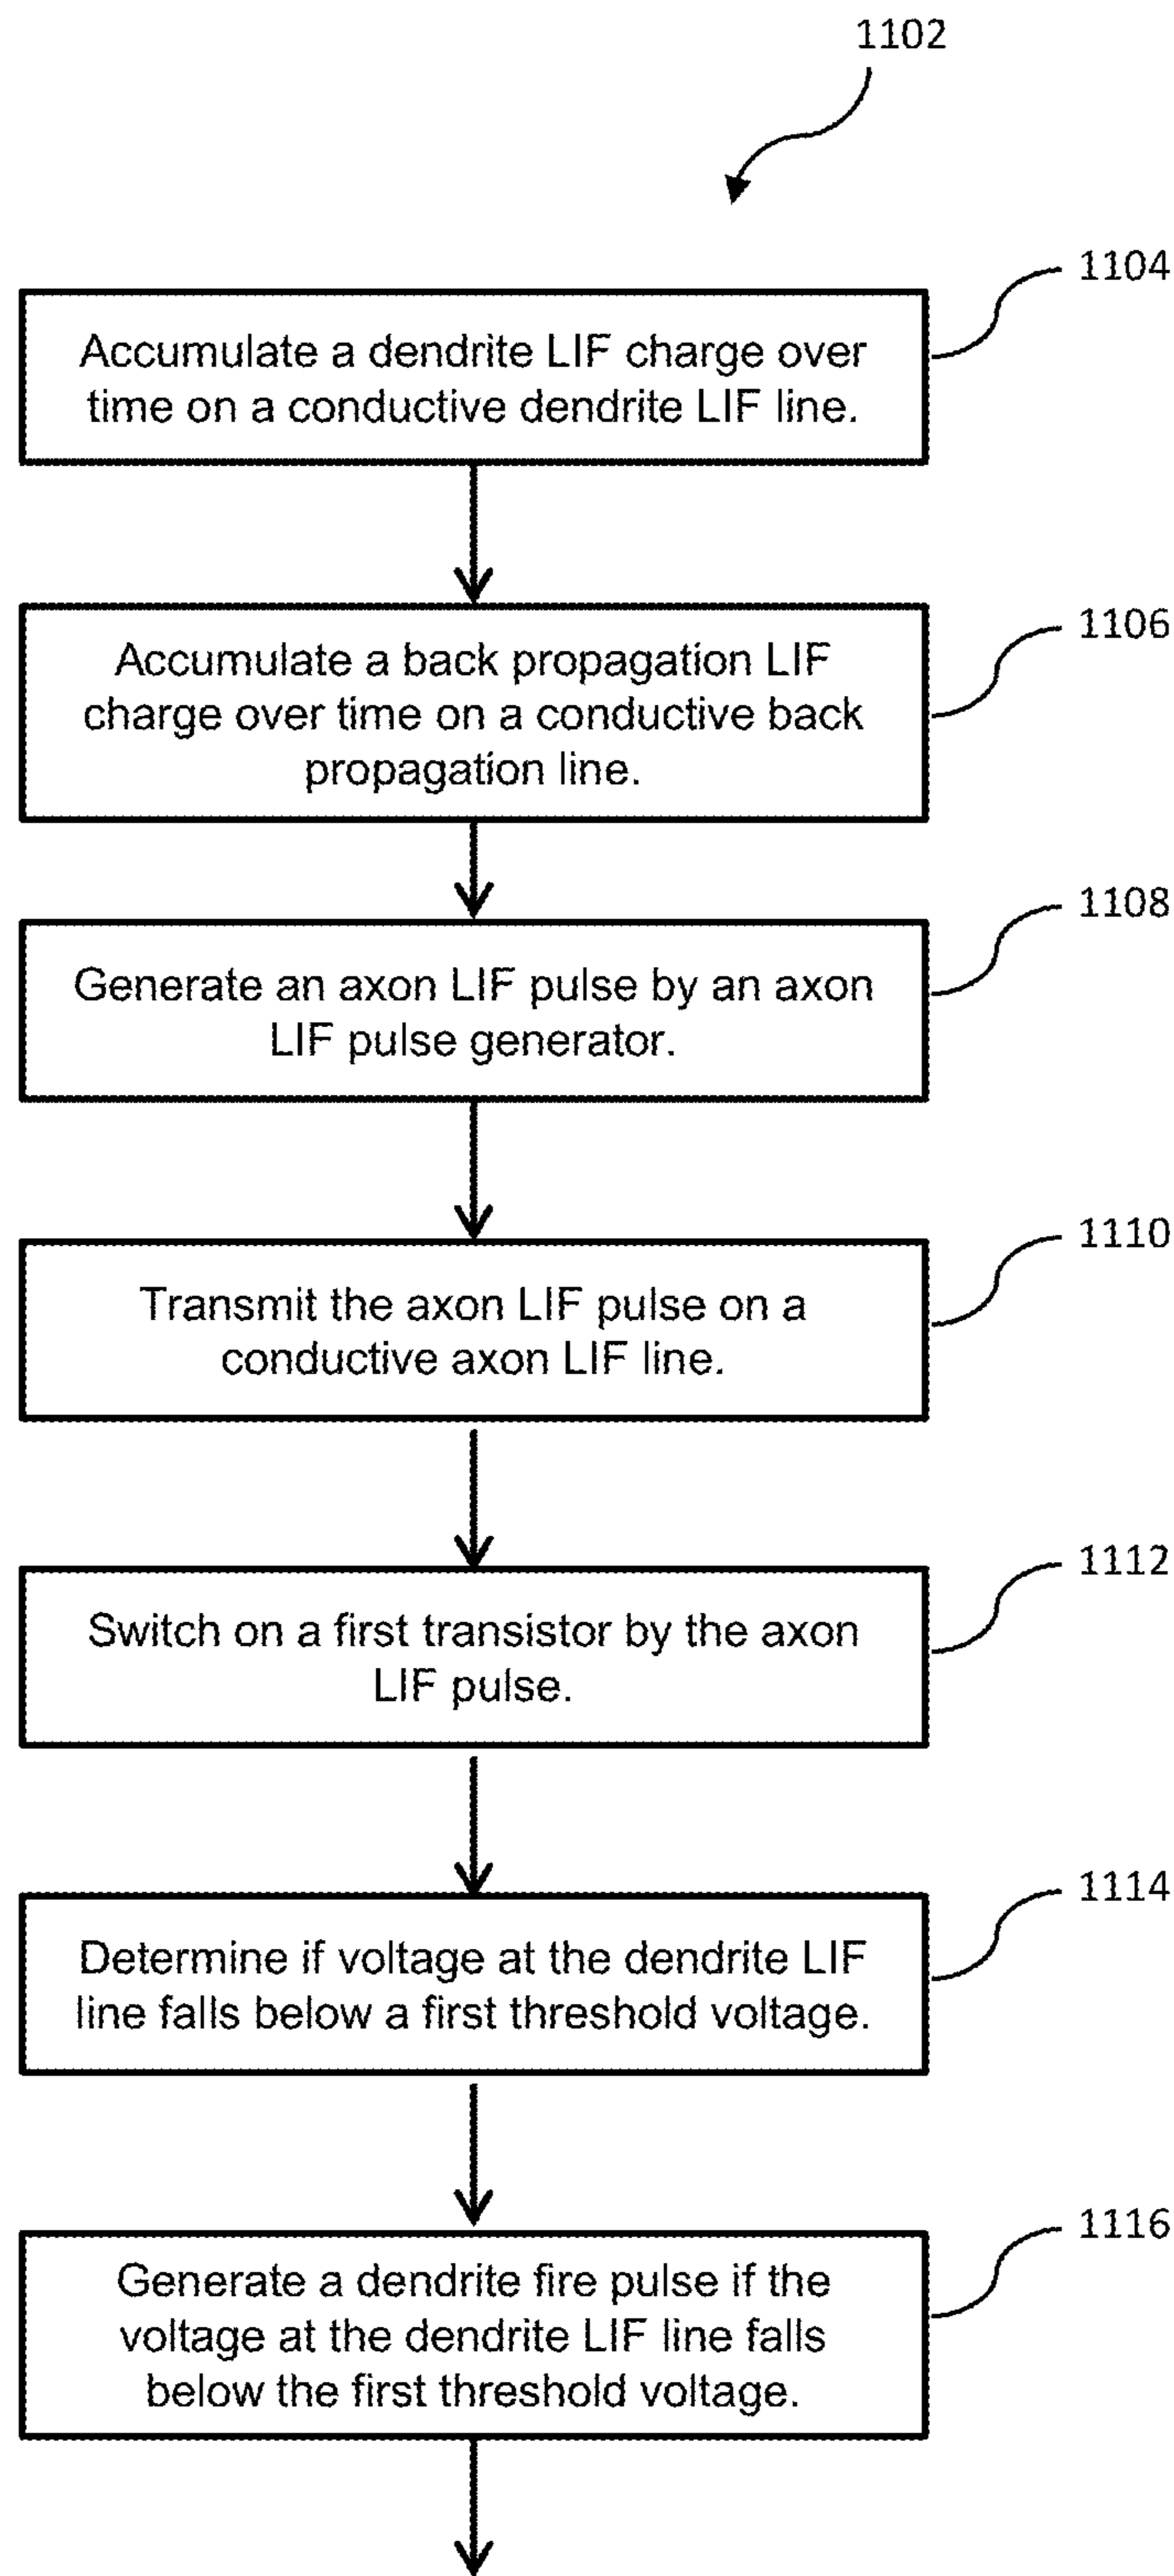 1102
1104
Accumulate a dendrite LIF charge over
time on a conductive dendrite LIF line.
1106
Accumulate a back propagation LIF
charge over time on a conductive back
propagation line.
1108
Generate an axon LIF pulse by an axon
LIF pulse generator.
1110
Transmit the axon LIF pulse on a
conductive axon LIF line.
1112
Switch on a first transistor by the axon
LIF pulse.
1114
Determine if voltage at the dendrite LIF
line falls below a first threshold voltage.
1116
Generate a dendrite fire pulse if the
voltage at the dendrite LIF line falls
below the first threshold voltage.